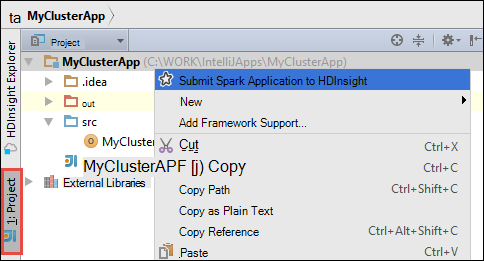 ta MyClusterApp
Project
MyClusterApp (C:\WORK\IntelliJApps\MyClusterApp)
.idea
out
src
MyCluster
MyClusterAPF [j) Copy
External Libraries
HDInsight Explorer
1: Project
Submit Spark Application to HDInsight
New
Add Framework Support...
Cut Ctrl+X
Ctrl+C
Copy Path Ctrl+Shift+C
Copy as Plain Text
Copy Reference Ctrl+Alt+Shift+C
Paste Ctrl+V